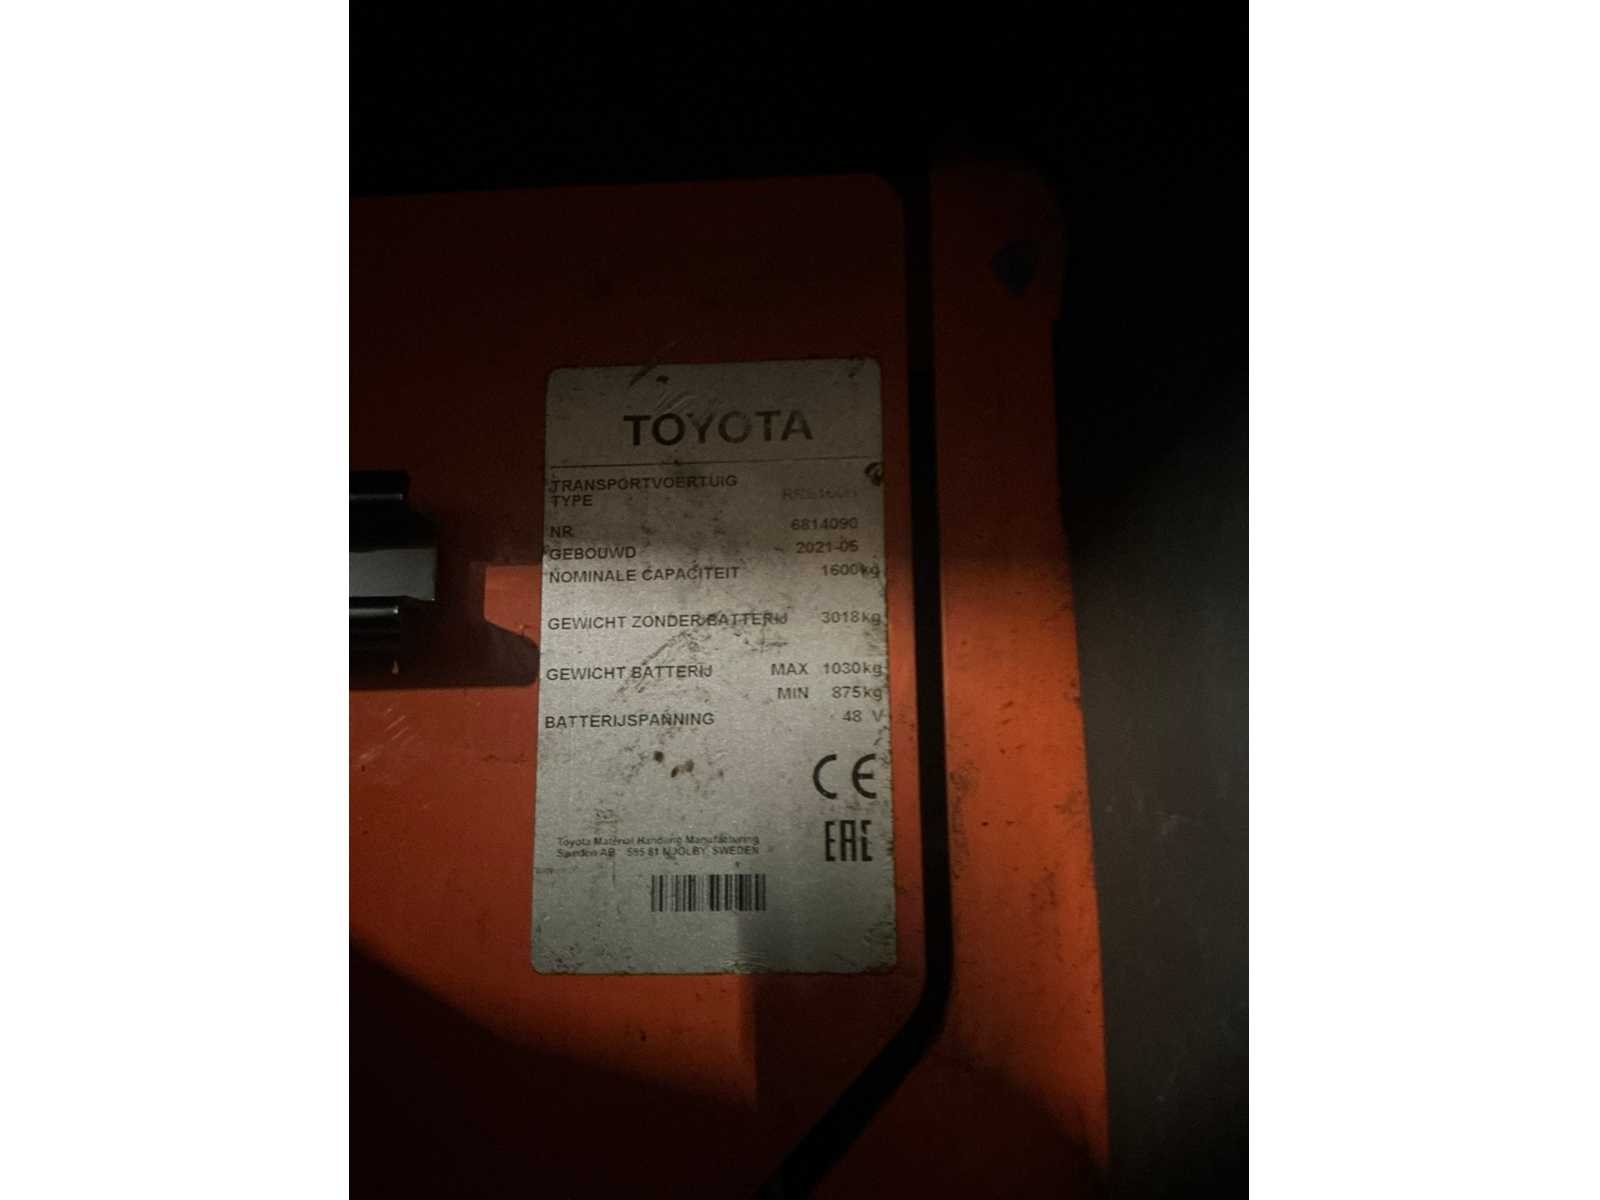 TOYOTA
TRANSPORTVOERTUIG
TYPE
NR 6814090
GEBOUWD 2021-05
NOMINALE CAPACITEIT 1600kg
GEWICHT ZONDER BATTERIJ 3018kg
GEWICHT BATTERIJ MAX 1030kg
MIN 875kg
BATTERIJSPANNING 48 V
CE
EAC
Toyota Material Handling Manufacturing
Sweden AB 595 81 MJÖLBY, SWEDEN